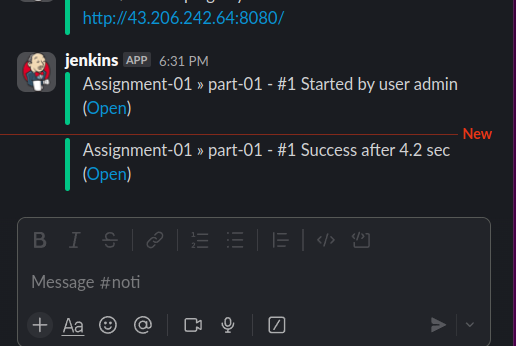 http://43.206.242.64:8080/
jenkins APP 6:31 PM
Assignment-01 » part-01 - #1 Started by user admin
(Open)
New
Assignment-01 » part-01 - #1 Success after 4.2 sec
(Open)
B I S
Message #noti
+ Aa @